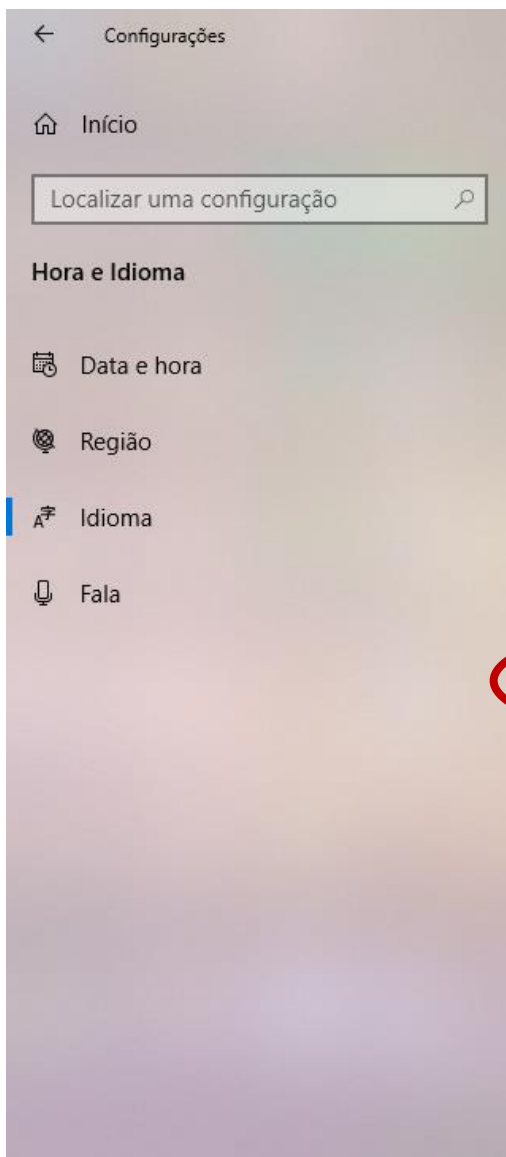 Configurações
Início
Localizar uma configuração
Hora e Idioma
Data e hora
Região
Idioma
Fala